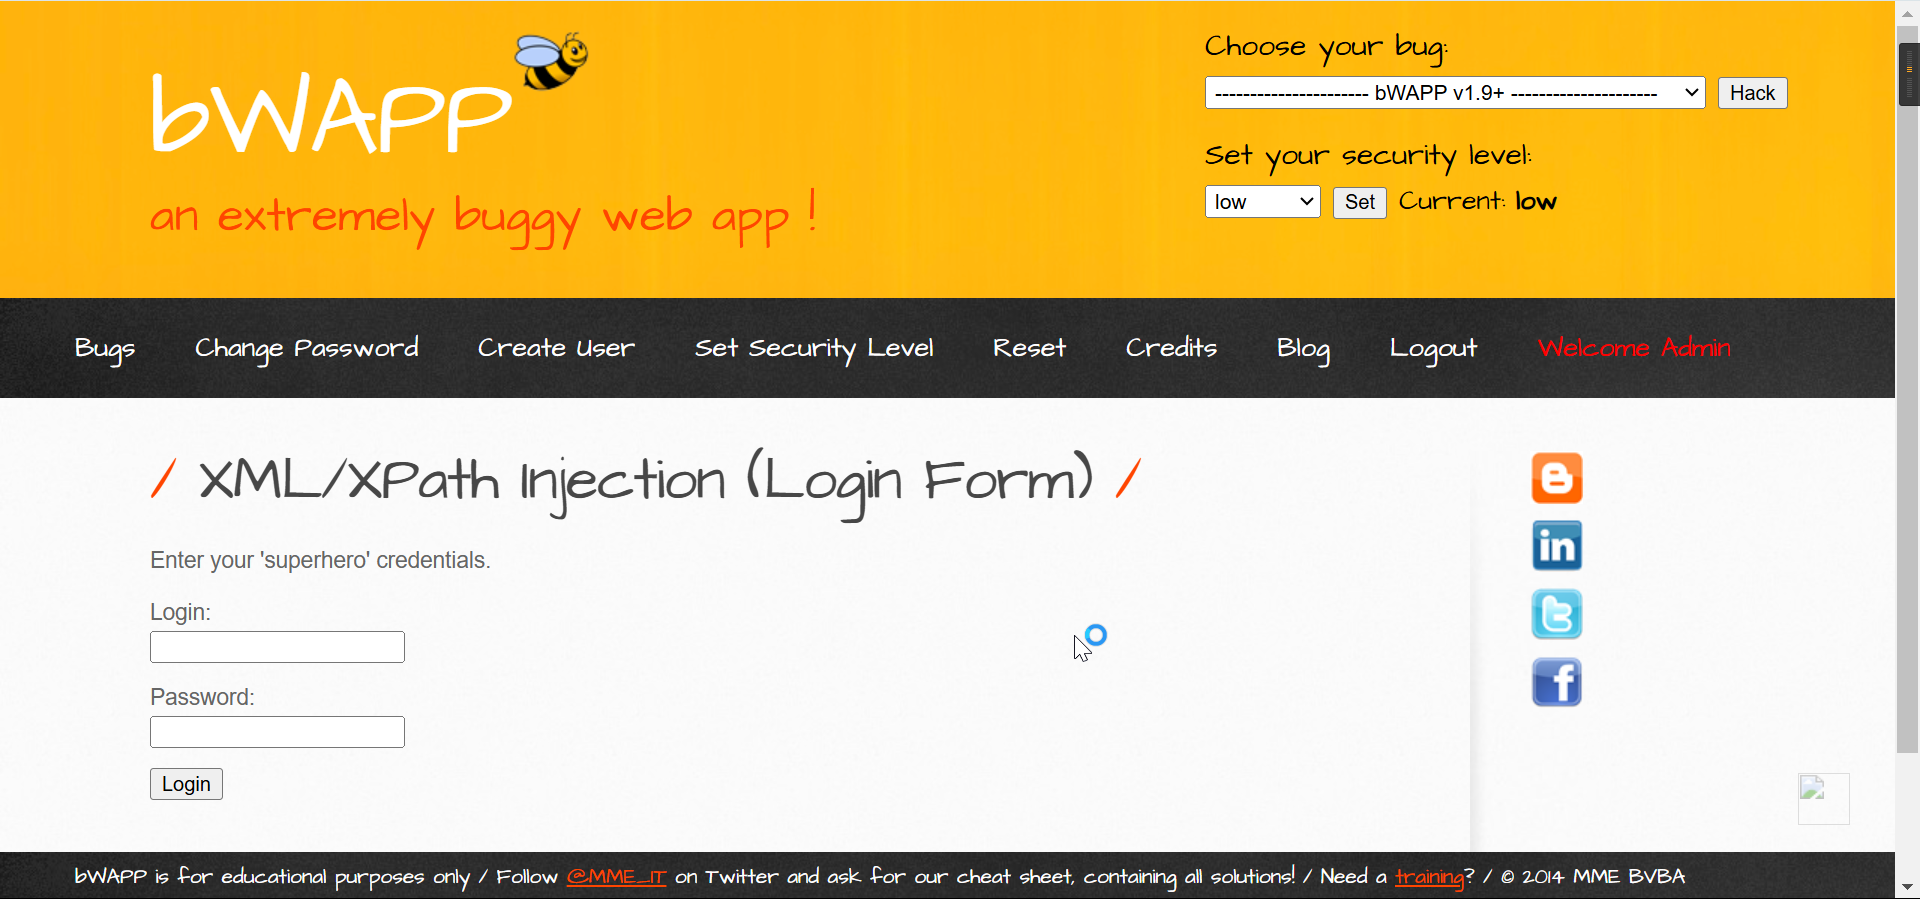 bWAPP
an extremely buggy web app !
Choose your bug:
---------------------- bWAPP v1.9+ ---------------------
Hack
Set your security level:
low
Set
Current: low
Bugs
Change Password
Create User
Set Security Level
Reset
Credits
Blog
Logout
Welcome Admin
/ XML/XPath Injection (Login Form) /
Enter your 'superhero' credentials.
Login:
Password:
Login
bWAPP is for educational purposes only / Follow @MME_IT on Twitter and ask for our cheat sheet, containing all solutions! / Need a training? / © 2014 MME BVBA